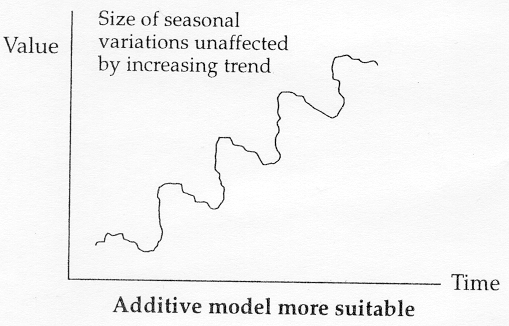 Size of seasonal
variations unaffected
by increasing trend
Value
Time
Additive model more suitable